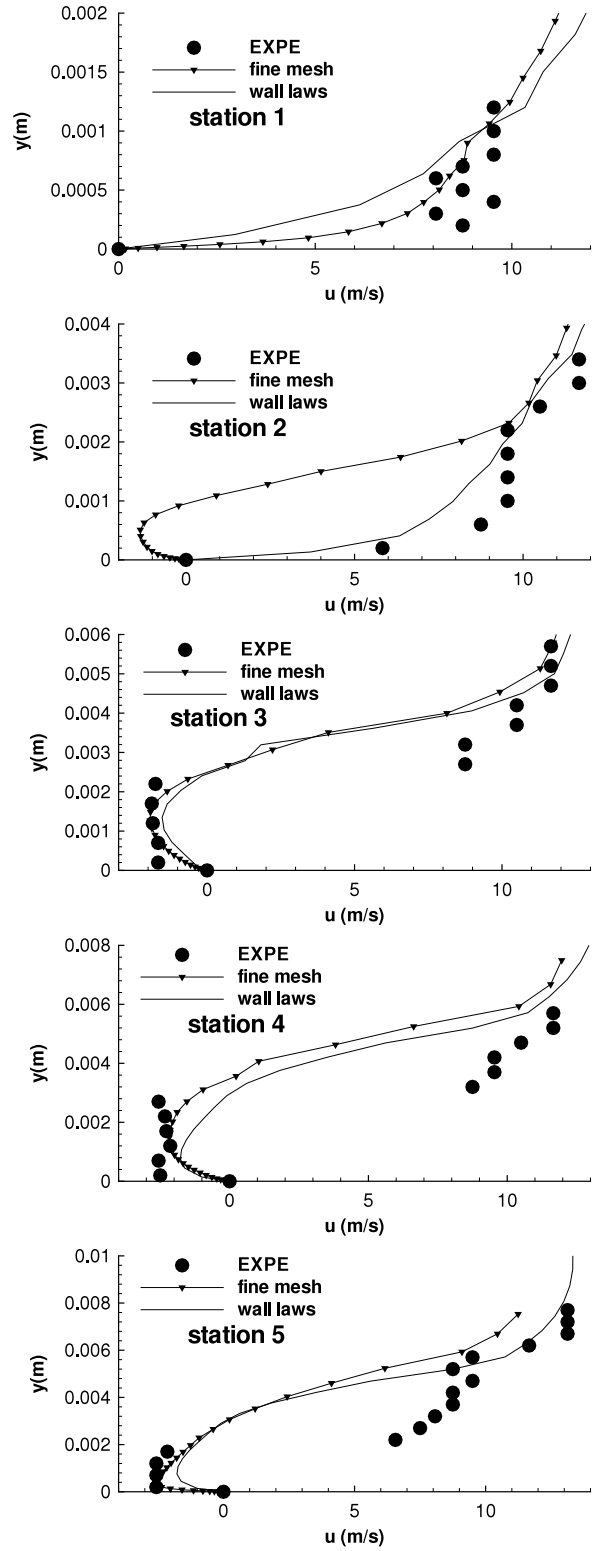 0.002
0.0015
0.001
0.0005
0
y(m)
EXPE
fine mesh
wall laws
station 1
0 5 10
u (m/s)
0.004
0.003
0.002
0.001
0
y(m)
EXPE
fine mesh
wall laws
station 2
0 5 10
u (m/s)
0.006
0.005
0.004
0.003
0.002
0.001
0
y(m)
EXPE
fine mesh
wall laws
station 3
0 5 10
u (m/s)
0.008
0.006
0.004
0.002
0
y(m)
EXPE
fine mesh
wall laws
station 4
0 5 10
u (m/s)
0.01
0.008
0.006
0.004
0.002
0
y(m)
EXPE
fine mesh
wall laws
station 5
0 5 10
u (m/s)